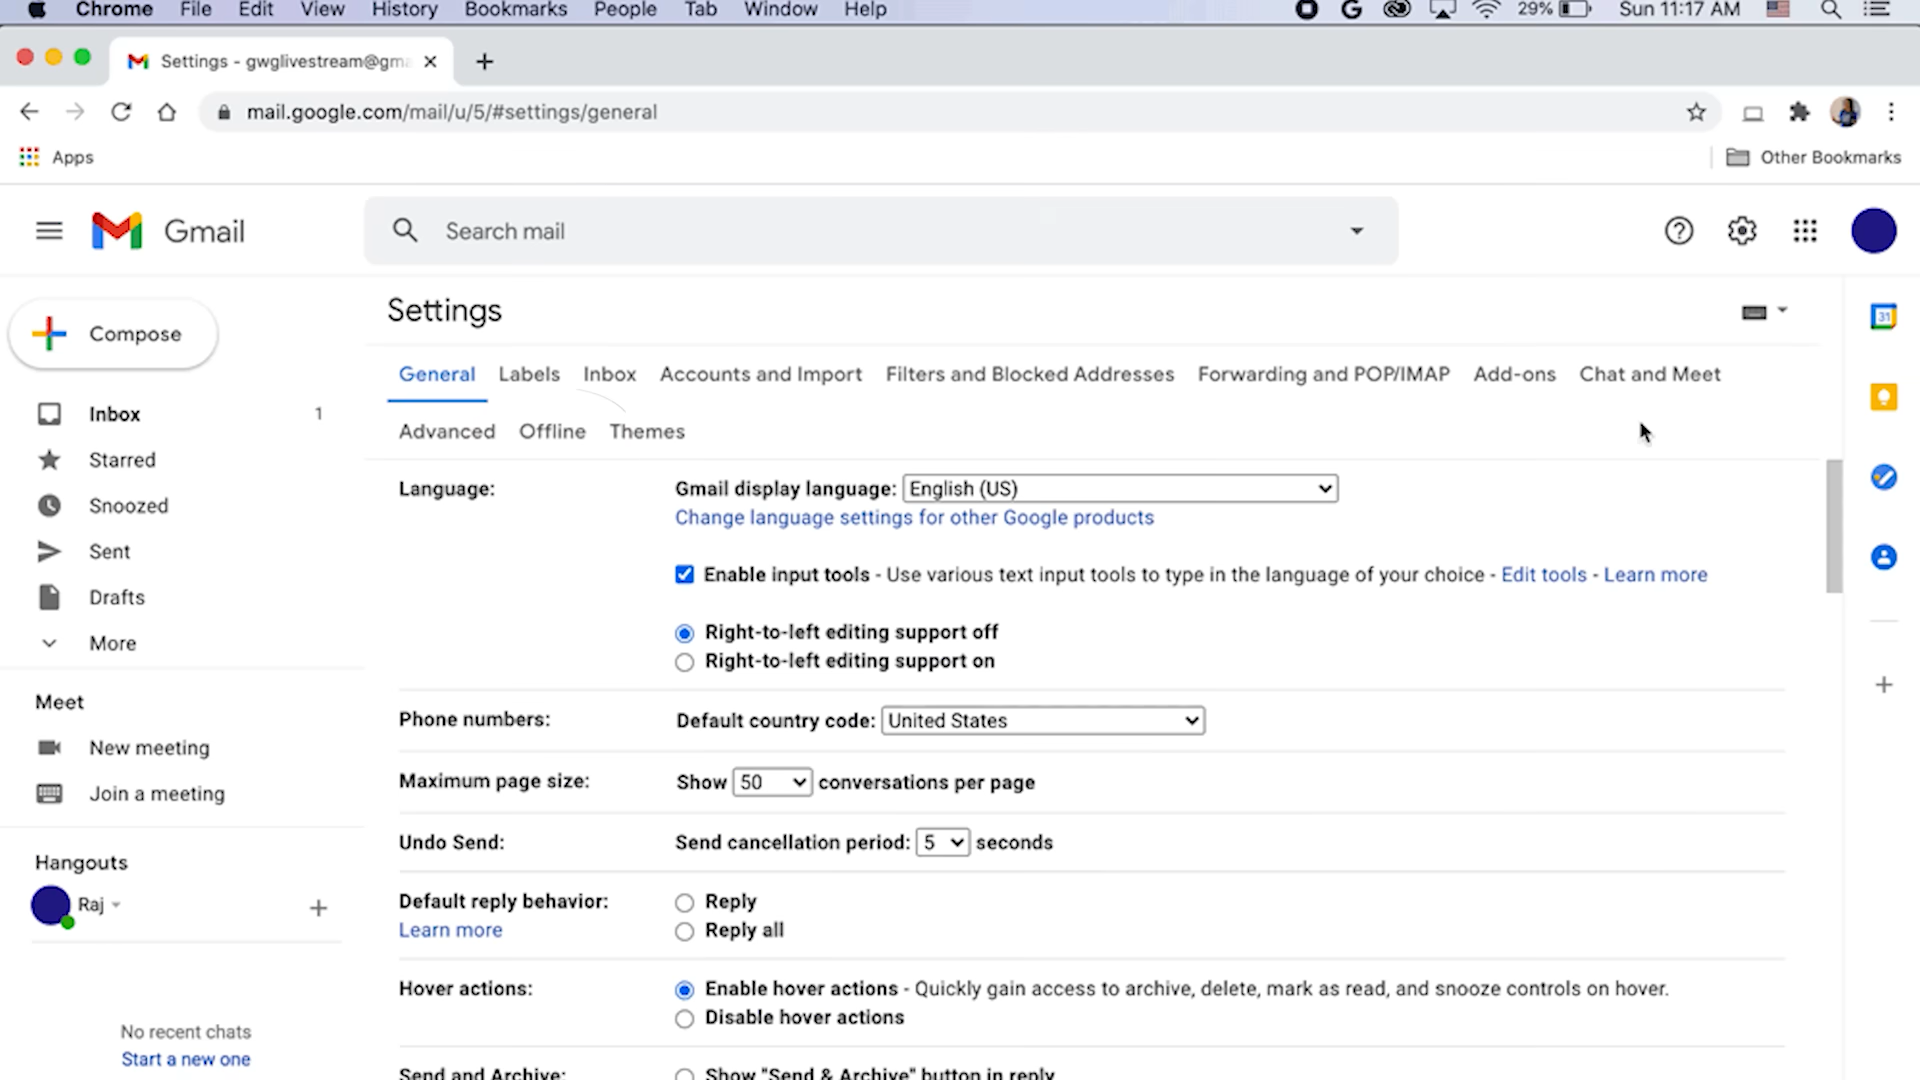 Chrome File Edit View History Bookmarks People Tab Window Help 29% Sun 11:17 AM
Settings - gwglivestream@gma
mail.google.com/mail/u/5/#settings/general
Apps Other Bookmarks
Gmail Search mail
Compose
Inbox 1
Starred
Snoozed
Sent
Drafts
More
Meet
New meeting
Join a meeting
Hangouts
Raj
No recent chats
Start a new one
Settings
General Labels Inbox Accounts and Import Filters and Blocked Addresses Forwarding and POP/IMAP Add-ons Chat and Meet
Advanced Offline Themes
Language: Gmail display language: English (US)
Change language settings for other Google products
Enable input tools - Use various text input tools to type in the language of your choice - Edit tools - Learn more
Right-to-left editing support off
Right-to-left editing support on
Phone numbers: Default country code: United States
Maximum page size: Show 50 conversations per page
Undo Send: Send cancellation period: 5 seconds
Default reply behavior: Reply
Learn more Reply all
Hover actions: Enable hover actions - Quickly gain access to archive, delete, mark as read, and snooze controls on hover.
Disable hover actions
Send and Archive: Show "Send & Archive" button in reply
31